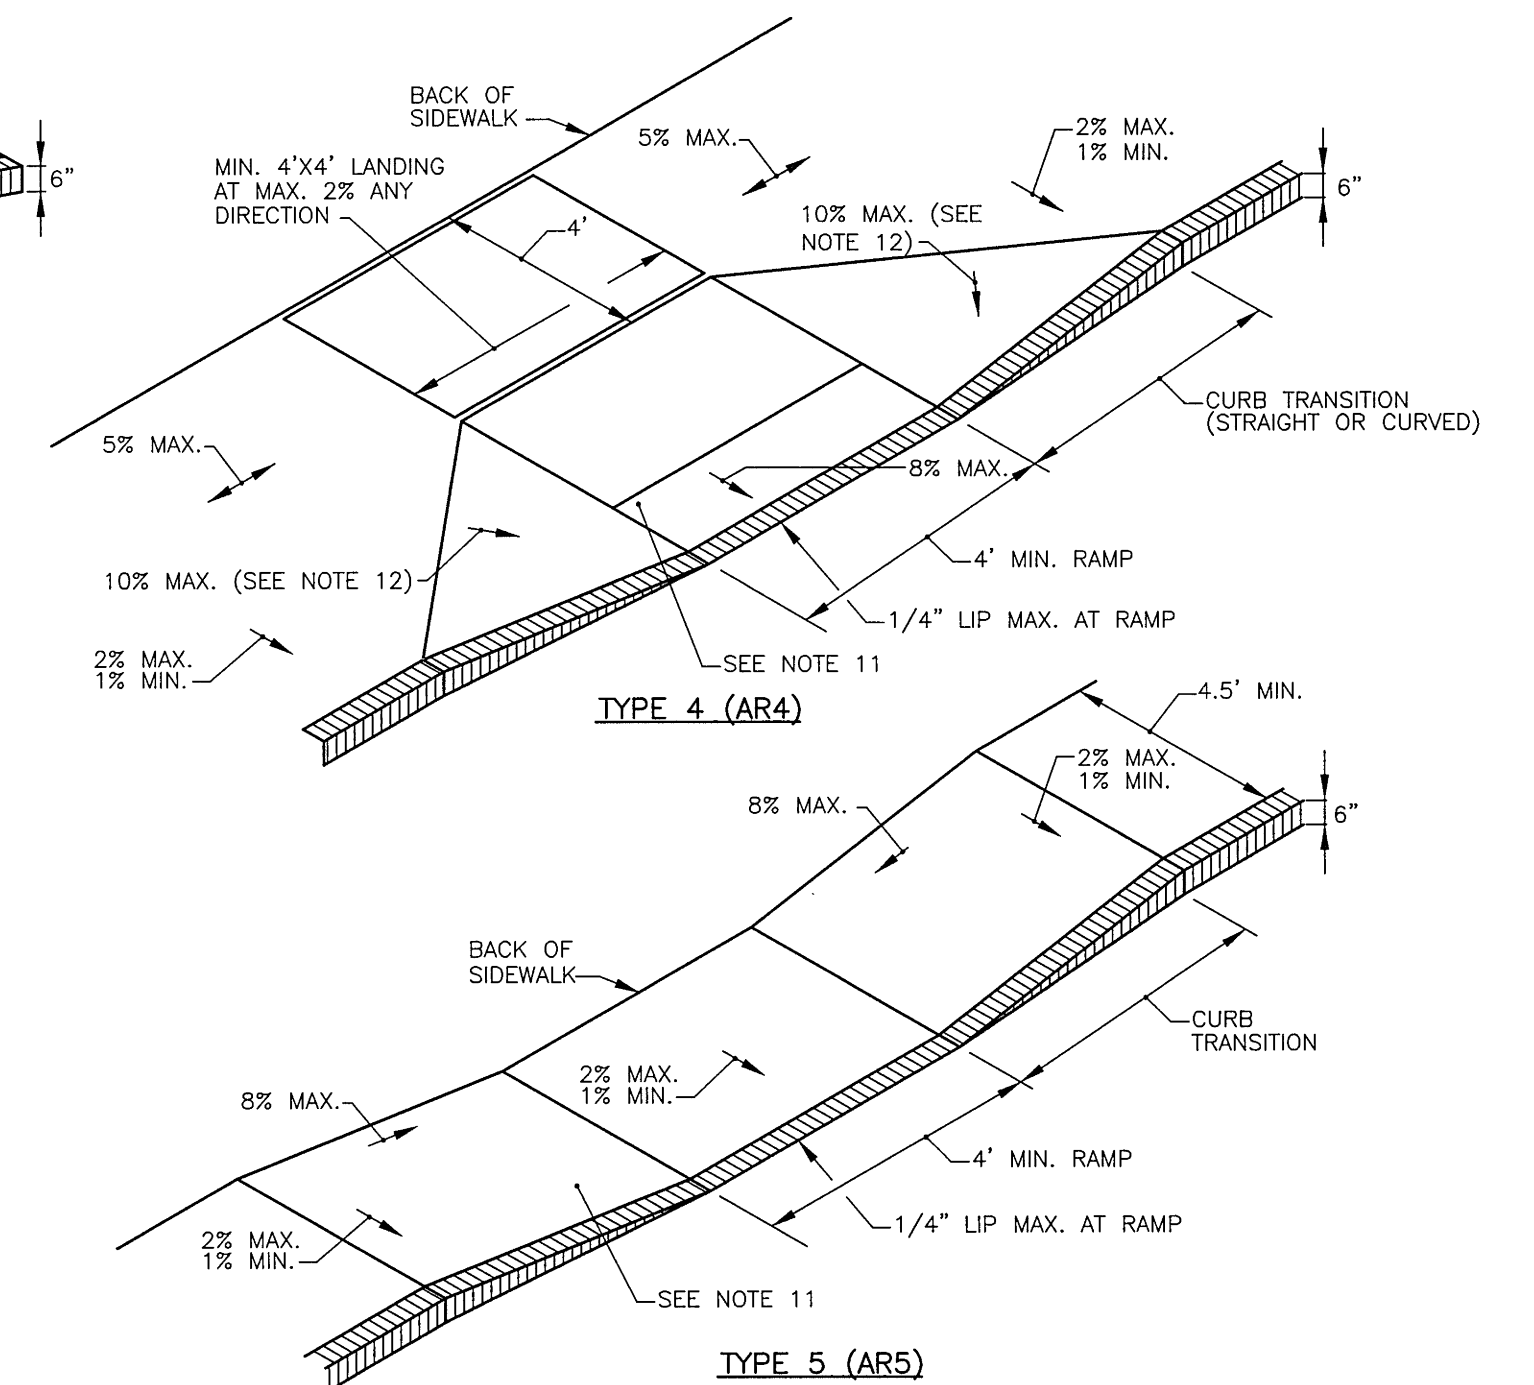 BACK OF
SIDEWALK
5% MAX.
2% MAX.
1% MIN.
6"
MIN. 4'X4' LANDING
AT MAX. 2% ANY
DIRECTION
6"
4'
10% MAX. (SEE
NOTE 12)
CURB TRANSITION
(STRAIGHT OR CURVED)
5% MAX.
8% MAX.
4' MIN. RAMP
10% MAX. (SEE NOTE 12)
1/4" LIP MAX. AT RAMP
2% MAX.
1% MIN.
SEE NOTE 11
TYPE 4 (AR4)
4.5' MIN.
2% MAX.
1% MIN.
8% MAX.
6"
BACK OF
SIDEWALK
CURB
TRANSITION
2% MAX.
1% MIN.
8% MAX.
4' MIN. RAMP
1/4" LIP MAX. AT RAMP
2% MAX.
1% MIN.
SEE NOTE 11
TYPE 5 (AR5)